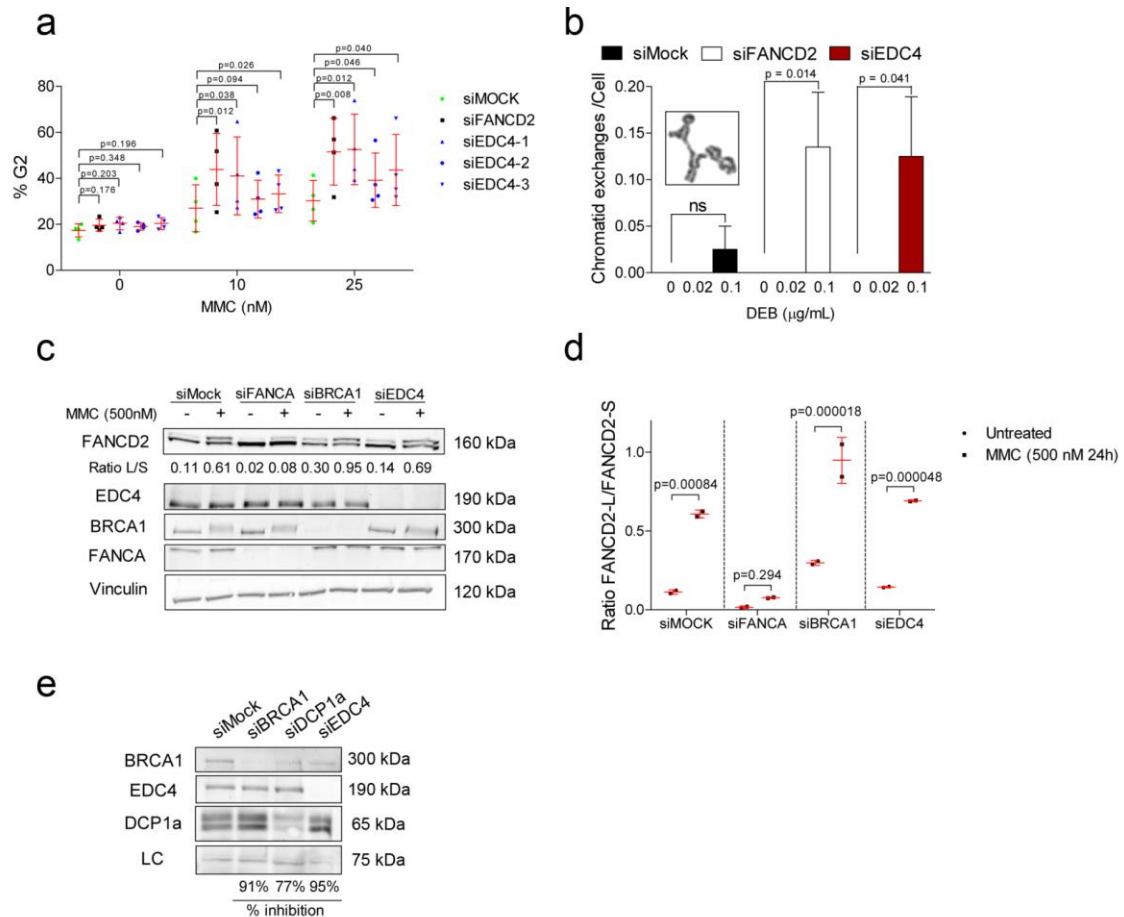 a
p=0.026
p=0.094
p=0.038
p=0.012
p=0.040
p=0.046
p=0.012
p=0.008
p=0.196
p=0.348
p=0.203
p=0.176
% G2
80
60
40
20
0
0 10 25
MMC (nM)
siMOCK
siFANCD2
siEDC4-1
siEDC4-2
siEDC4-3
b
siMock siFANCD2 siEDC4
p = 0.014 p = 0.041
ns
Chromatid exchanges /Cell
0.20
0.15
0.10
0.05
0.00
0 0.02 0.1 0 0.02 0.1 0 0.02 0.1
DEB (μg/mL)
c
siMock siFANCA siBRCA1 siEDC4
MMC (500nM) - + - + - + - +
FANCD2 160 kDa
Ratio L/S 0.11 0.61 0.02 0.08 0.30 0.95 0.14 0.69
EDC4 190 kDa
BRCA1 300 kDa
FANCA 170 kDa
Vinculin 120 kDa
d
p=0.000018
p=0.00084
p=0.000048
p=0.294
Ratio FANCD2-L/FANCD2-S
1.0
0.5
0.0
siMOCK siFANCA siBRCA1 siEDC4
Untreated
MMC (500 nM 24h)
e
siMock siBRCA1 siDCP1a siEDC4
BRCA1 300 kDa
EDC4 190 kDa
DCP1a 65 kDa
LC 75 kDa
91% 77% 95%
% inhibition